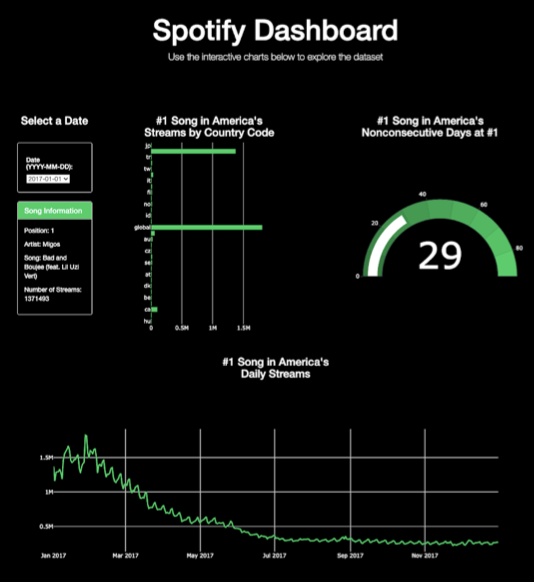 Spotify Dashboard
Use the interactive charts below to explore the dataset
Select a Date
Date
(YYYY-MM-DD):
2017-01-01
Song Information
Position: 1
Artist: Migos
Song: Bad and
Boujee (feat. Lil Uzi
Vert)
Number of Streams:
1371493
#1 Song in America's
Streams by Country Code
jp
tr
tw
lt
fi
no
id
global
au
cz
se
at
do
be
ca
hu
0 0.5M 1M 1.5M
#1 Song in America's
Nonconsecutive Days at #1
0
20
40
60
80
29
#1 Song in America's
Daily Streams
1.5M
1M
0.5M
Jan 2017 Mar 2017 May 2017 Jul 2017 Sep 2017 Nov 2017